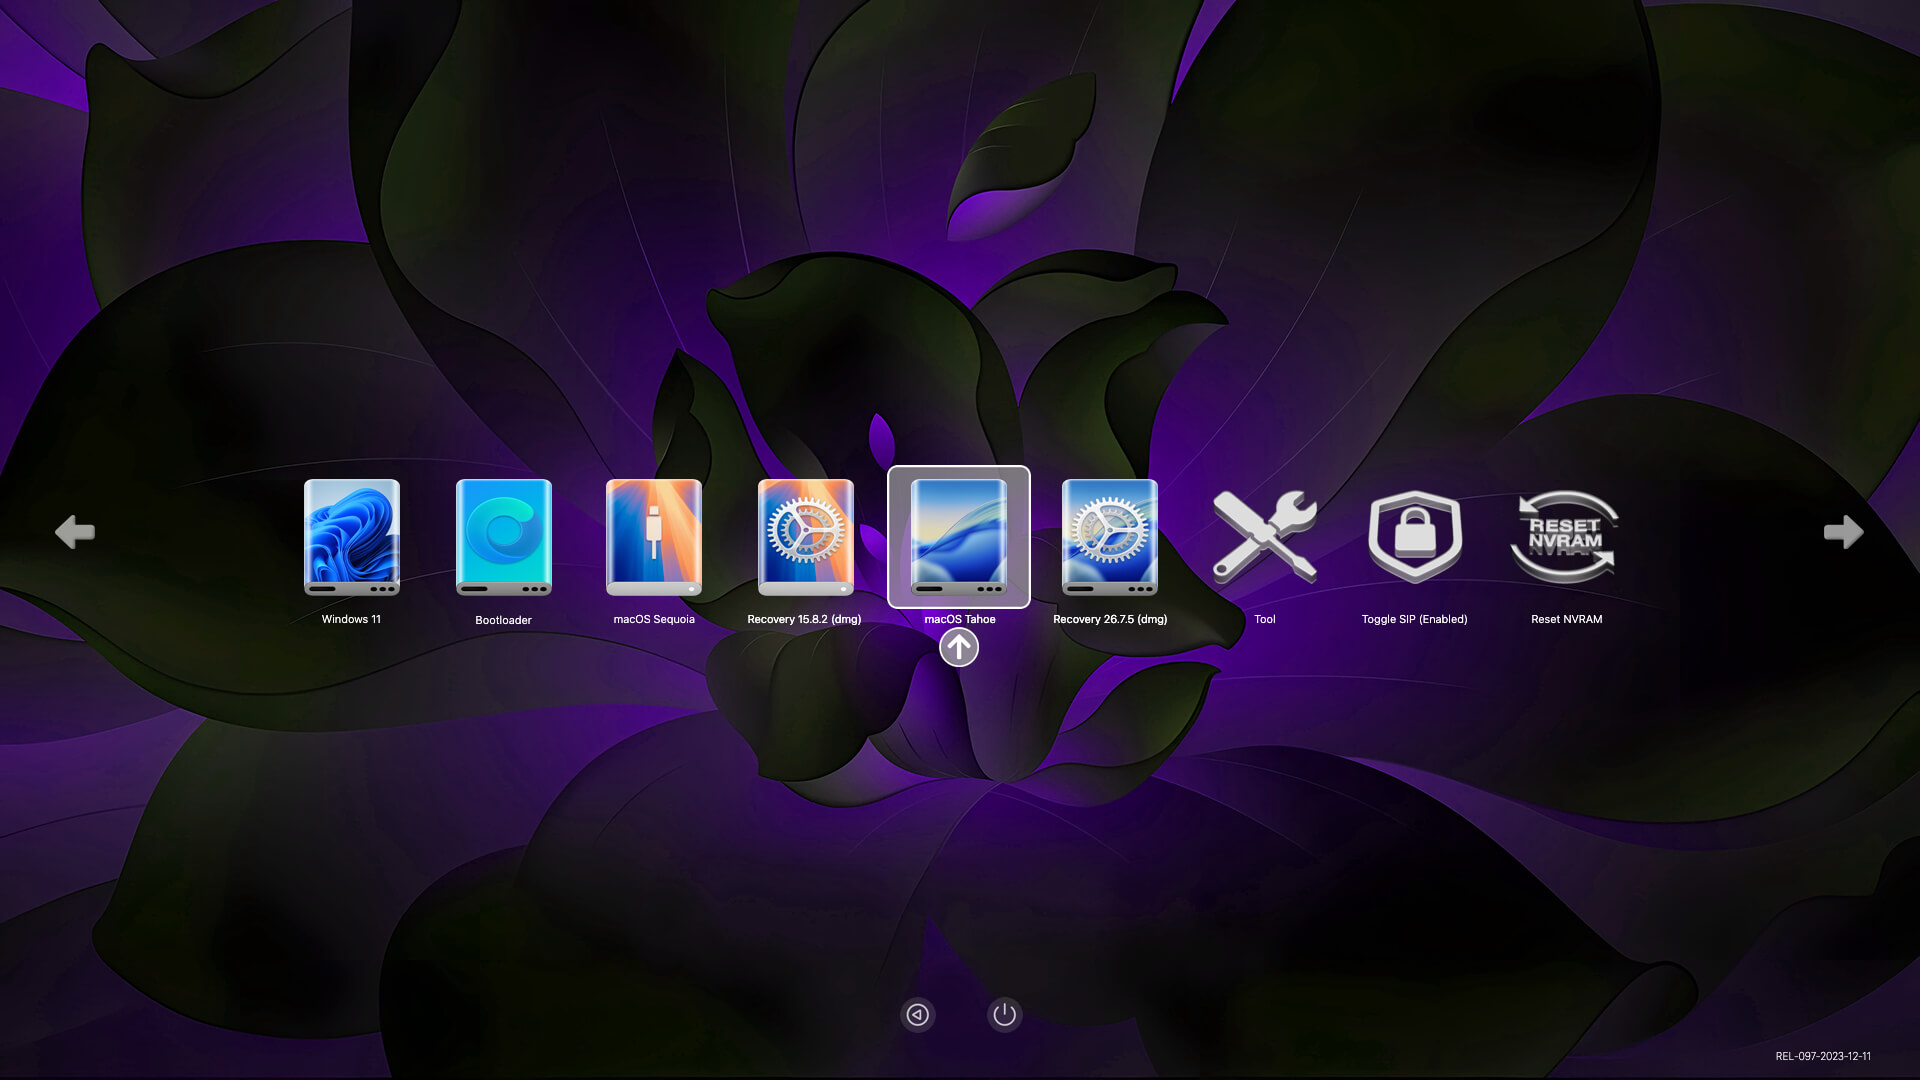 RESET
NVRAM
Windows 11
Bootloader
macOS Sequoia
Recovery 15.8.2 (dmg)
macOS Tahoe
Recovery 26.7.5 (dmg)
Tool
Toggle SIP (Enabled)
Reset NVRAM
REL-097-2023-12-11